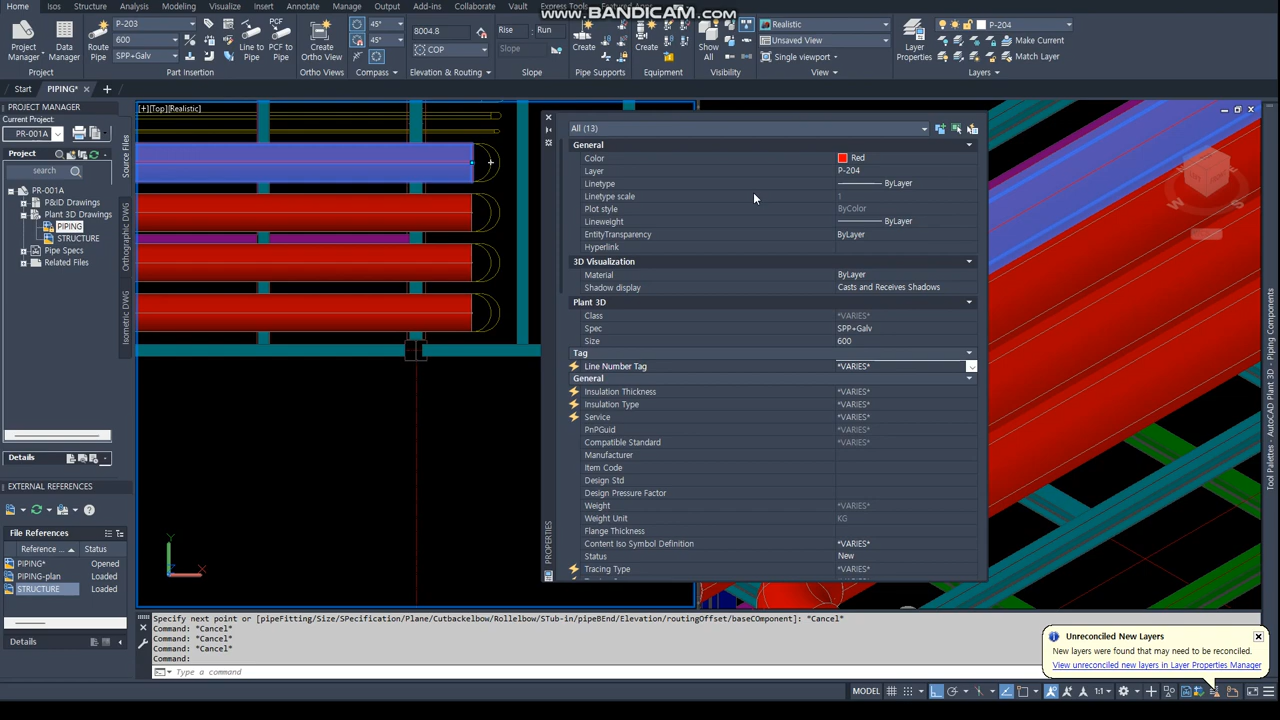 www.BANDICAM.com
Home Isos Structure Analysis Modeling Visualize Insert Annotate Manage Output Add-ins Collaborate Vault Express Tools
Project Manager
Data Manager
Project
Route Pipe
P-203
600
SPP+Galv
Line to Pipe
PCF to Pipe
Part Insertion
Create Ortho View
Ortho Views
45°
45°
Compass
8004.8
COP
Elevation & Routing
Rise Run
Slope
Slope
Create
Pipe Supports
Create
Equipment
Show All
Visibility
Realistic
Unsaved View
Single viewport
View
Layer Properties
P-204
Make Current
Match Layer
Layers
Start PIPING*
PROJECT MANAGER
Current Project:
PR-001A
Project
search
PR-001A
P&ID Drawings
Plant 3D Drawings
PIPING
STRUCTURE
Pipe Specs
Related Files
Source Files
Orthographic DWG
Isometric DWG
Details
EXTERNAL REFERENCES
File References
Reference ... Status
PIPING* Opened
PIPING-plan Loaded
STRUCTURE Loaded
Details
[+][Top][Realistic]
Y
X
All (13)
General
Color Red
Layer P-204
Linetype ByLayer
Linetype scale 1
Plot style ByColor
Lineweight ByLayer
EntityTransparency ByLayer
Hyperlink
3D Visualization
Material ByLayer
Shadow display Casts and Receives Shadows
Plant 3D
Class *VARIES*
Spec SPP+Galv
Size 600
Tag
Line Number Tag *VARIES*
General
Insulation Thickness *VARIES*
Insulation Type *VARIES*
Service *VARIES*
PnPGuid *VARIES*
Compatible Standard *VARIES*
Manufacturer
Item Code
Design Std
Design Pressure Factor
Weight *VARIES*
Weight Unit KG
Flange Thickness
Content Iso Symbol Definition *VARIES*
Status New
Tracing Type *VARIES*
PROPERTIES
Tool Palettes - AutoCAD Plant 3D - Piping Components
Specify next point or [pipeFitting/Size/SPecification/Plane/Cutbackelbow/Rollelbow/STub-in/pipeBEnd/Elevation/routingOffset/baseCOmponent]: *Cancel*
Command: *Cancel*
Command: *Cancel*
Command: *Cancel*
Command:
Type a command
Unreconciled New Layers
New layers were found that may need to be reconciled.
View unreconciled new layers in Layer Properties Manager
MODEL
1:1